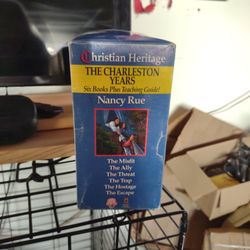 Christian Heritage
THE CHARLESTON
YEARS
Six Books Plus Teaching Guide!
Nancy Rue
The Misfit
The Ally
The Threat
The Trap
The Hostage
The Escape